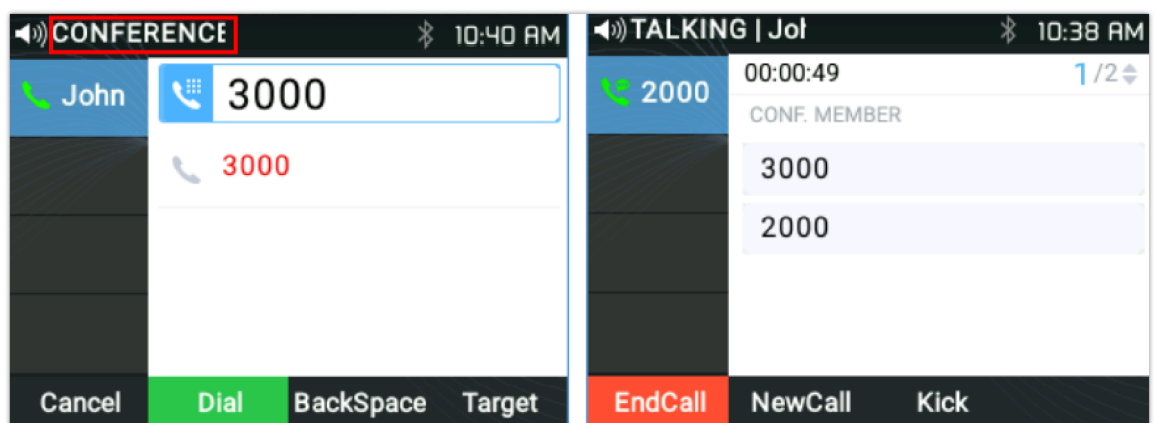 CONFERENCE 10:40 AM
John
3000
3000
Cancel Dial BackSpace Target
TALKING | Joh 10:38 AM
2000
00:00:49 1/2
CONF. MEMBER
3000
2000
EndCall NewCall Kick